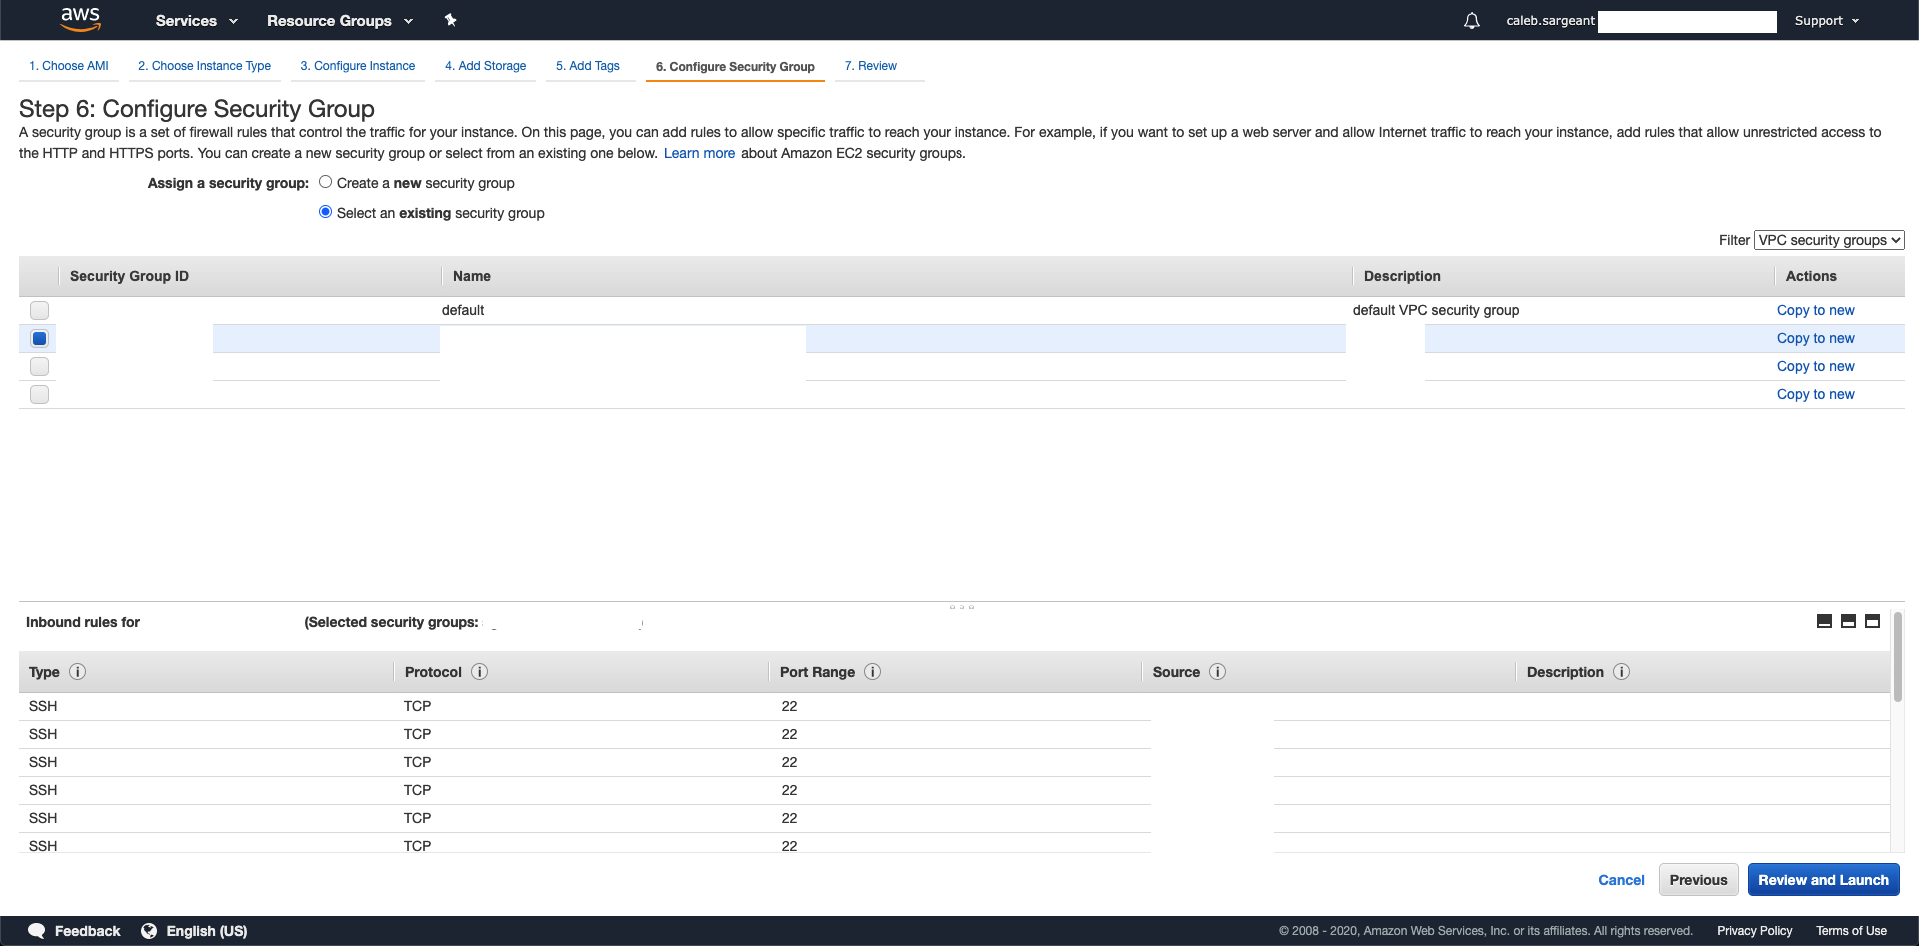 aws Services Resource Groups caleb.sargeant Support
1. Choose AMI 2. Choose Instance Type 3. Configure Instance 4. Add Storage 5. Add Tags 6. Configure Security Group 7. Review
Step 6: Configure Security Group
A security group is a set of firewall rules that control the traffic for your instance. On this page, you can add rules to allow specific traffic to reach your instance. For example, if you want to set up a web server and allow Internet traffic to reach your instance, add rules that allow unrestricted access to
the HTTP and HTTPS ports. You can create a new security group or select from an existing one below. Learn more about Amazon EC2 security groups.
Assign a security group: Create a new security group
Select an existing security group
Filter VPC security groups
Security Group ID Name Description Actions
default default VPC security group Copy to new
Copy to new
Copy to new
Copy to new
Inbound rules for (Selected security groups:
Type Protocol Port Range Source Description
SSH TCP 22
SSH TCP 22
SSH TCP 22
SSH TCP 22
SSH TCP 22
SSH TCP 22
Cancel Previous Review and Launch
Feedback English (US) © 2008 - 2020, Amazon Web Services, Inc. or its affiliates. All rights reserved. Privacy Policy Terms of Use